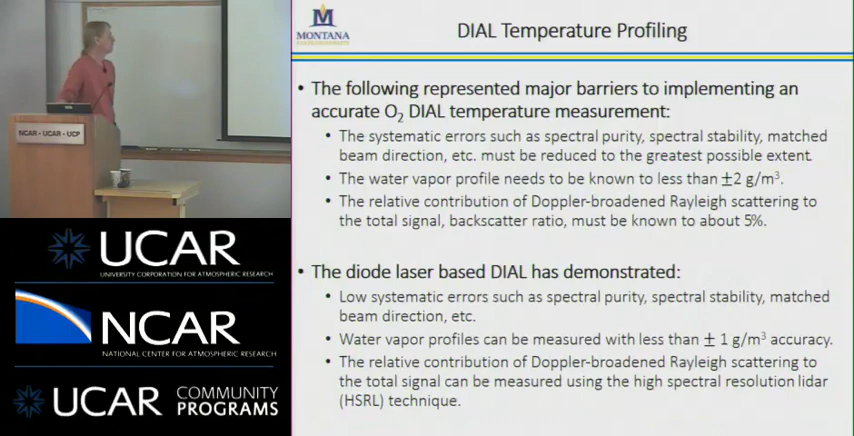 NCAR - UCAR - UCP
UCAR
UNIVERSITY CORPORATION FOR ATMOSPHERIC RESEARCH
NCAR
NATIONAL CENTER FOR ATMOSPHERIC RESEARCH
UCAR COMMUNITY
PROGRAMS
MONTANA
DIAL Temperature Profiling
• The following represented major barriers to implementing an
accurate O₂ DIAL temperature measurement:
• The systematic errors such as spectral purity, spectral stability, matched
beam direction, etc. must be reduced to the greatest possible extent.
• The water vapor profile needs to be known to less than ±2 g/m³.
• The relative contribution of Doppler-broadened Rayleigh scattering to
the total signal, backscatter ratio, must be known to about 5%.
• The diode laser based DIAL has demonstrated:
• Low systematic errors such as spectral purity, spectral stability, matched
beam direction, etc.
• Water vapor profiles can be measured with less than ± 1 g/m³ accuracy.
• The relative contribution of Doppler-broadened Rayleigh scattering to
the total signal can be measured using the high spectral resolution lidar
(HSRL) technique.